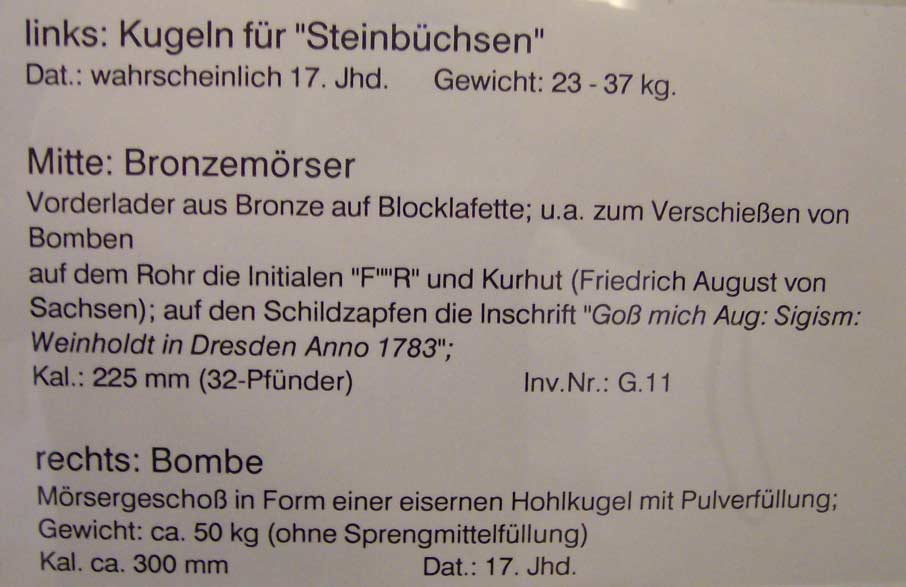 links: Kugeln für "Steinbüchsen"
Dat.: wahrscheinlich 17. Jhd. Gewicht: 23 - 37 kg.
Mitte: Bronzemörser
Vorderlader aus Bronze auf Blocklafette; u.a. zum Verschießen von
Bomben
auf dem Rohr die Initialen "F""R" und Kurhut (Friedrich August von
Sachsen); auf den Schildzapfen die Inschrift "Goß mich Aug: Sigism:
Weinholdt in Dresden Anno 1783";
Kal.: 225 mm (32-Pfünder) Inv.Nr.: G.11
rechts: Bombe
Mörsergeschoß in Form einer eisernen Hohlkugel mit Pulverfüllung;
Gewicht: ca. 50 kg (ohne Sprengmittelfüllung)
Kal. ca. 300 mm Dat.: 17. Jhd.